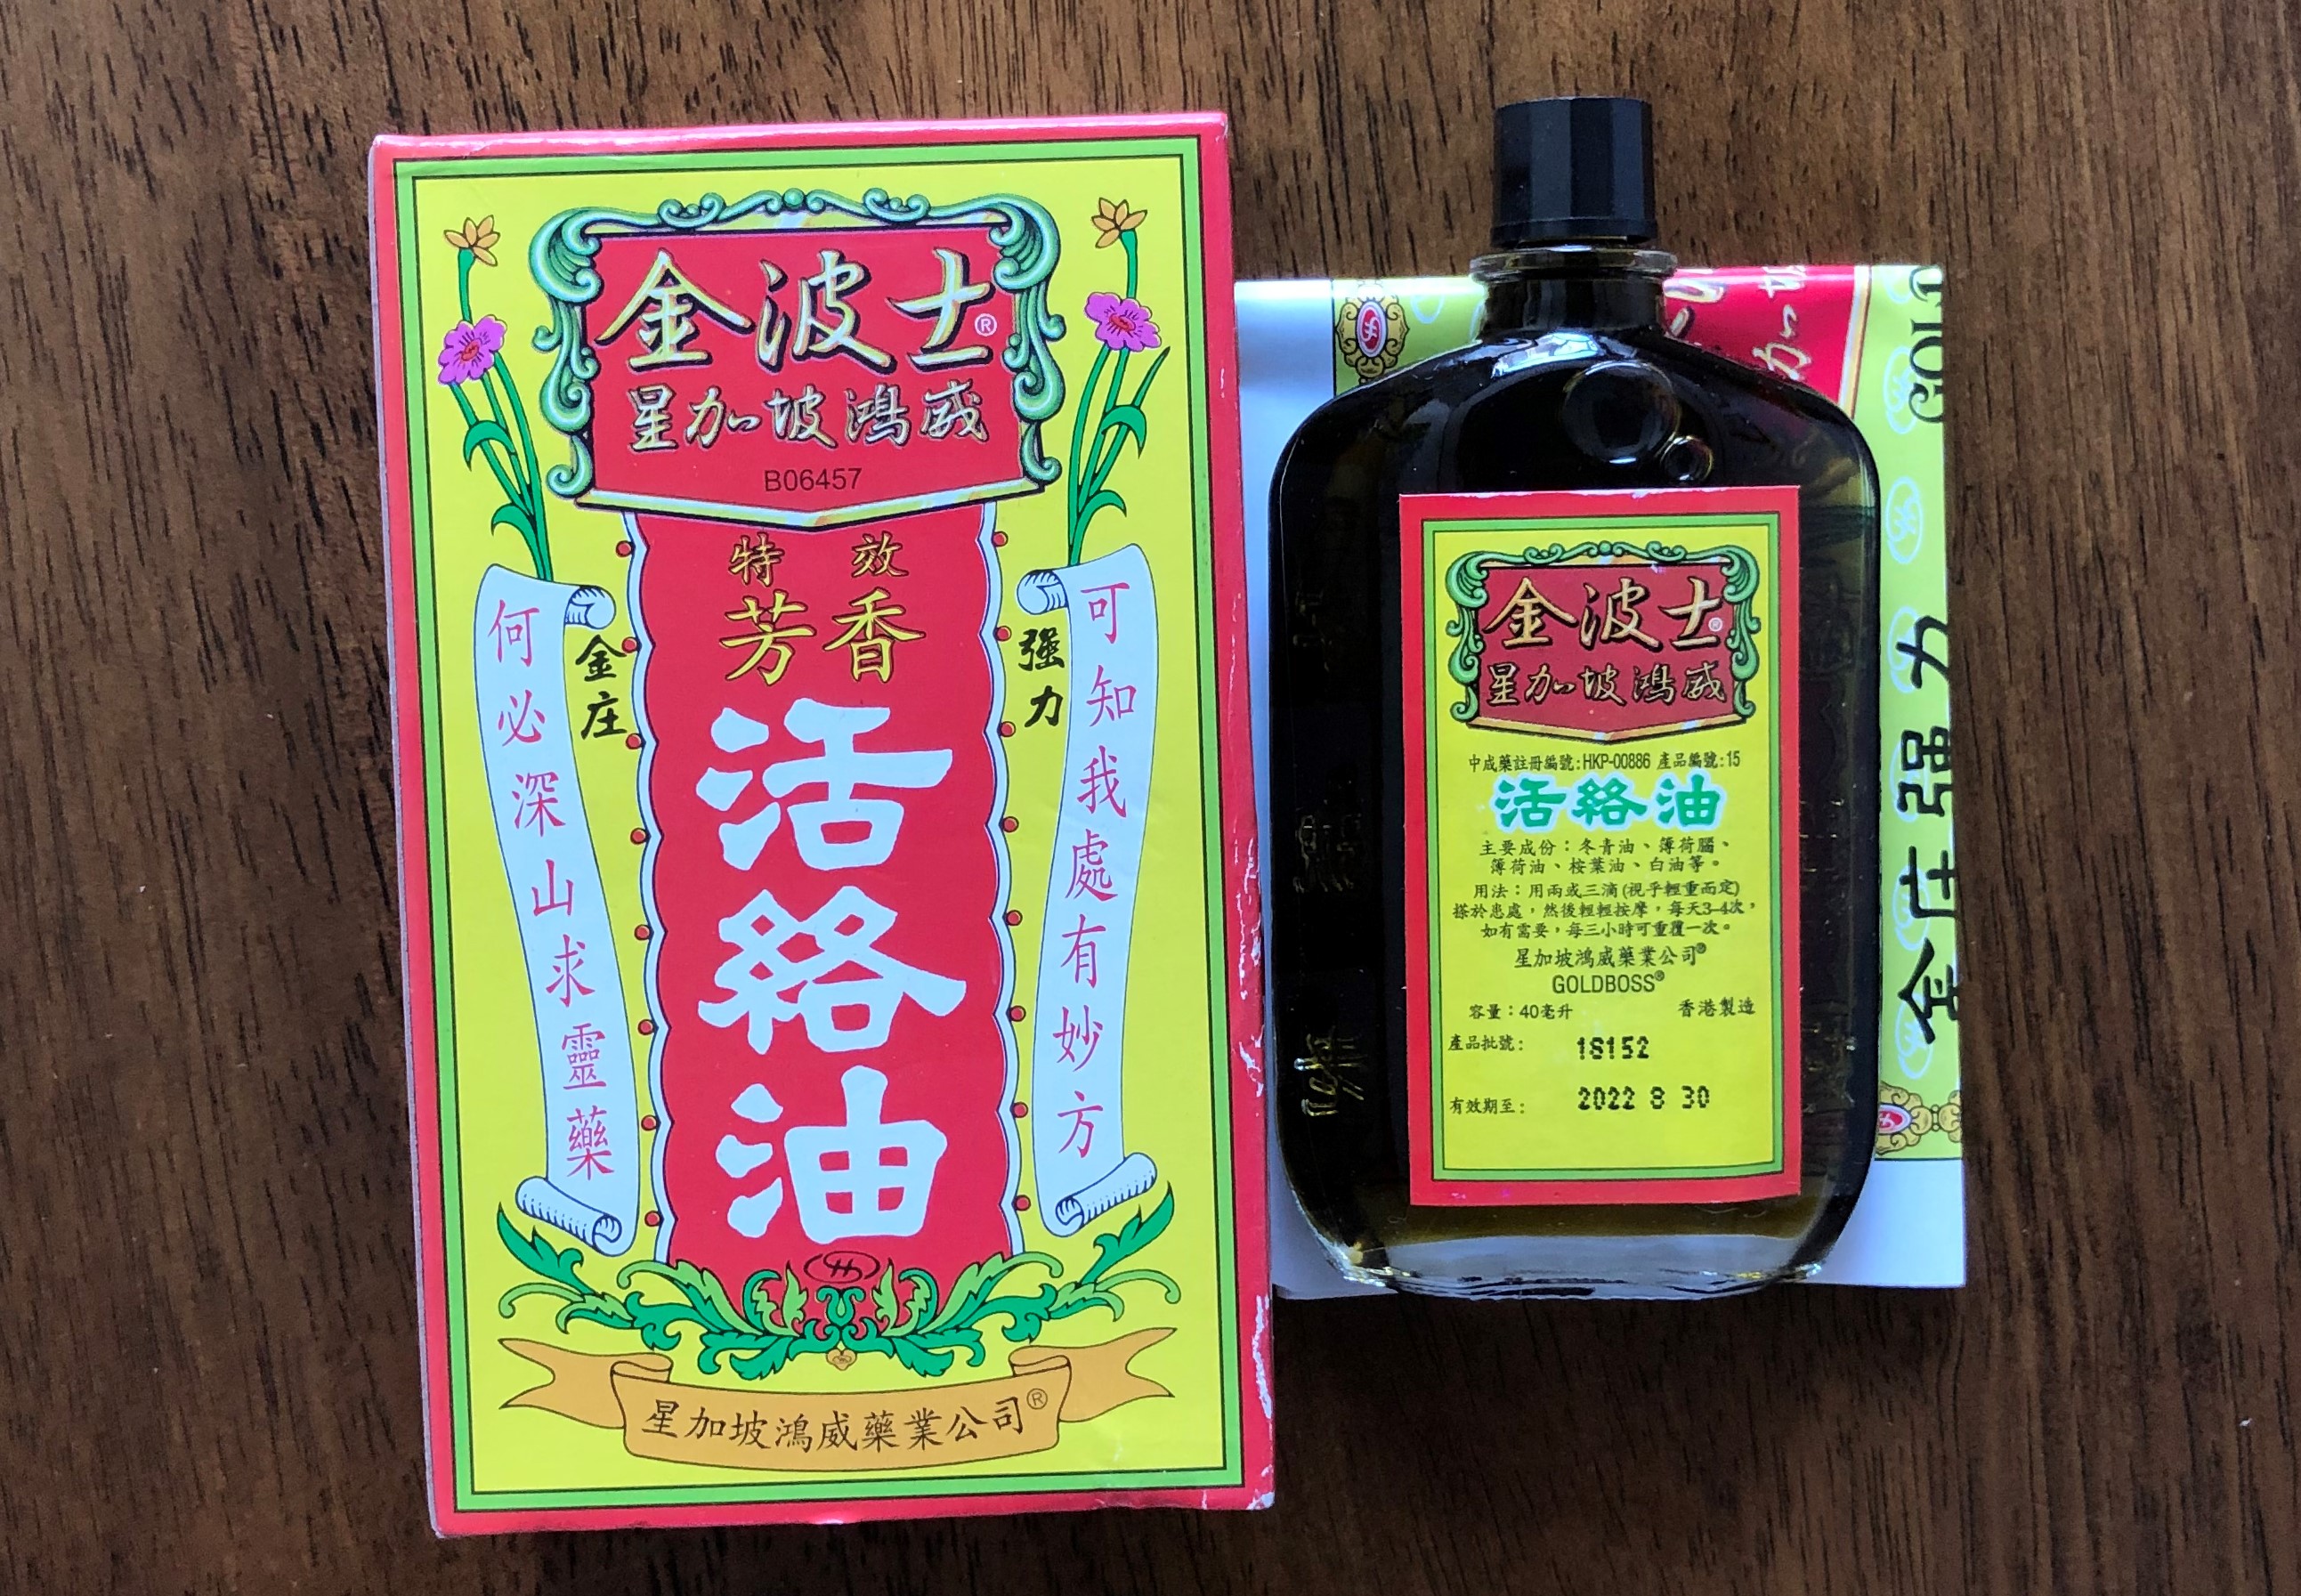 金波士®
星加坡鴻威
B06457
特效
芳香
活絡油
金庄
强力
何必深山求靈藥
可知我處有妙方
星加坡鴻威藥業公司®
金波士®
星加坡鴻威
中成藥註冊編號:HKP-00886 產品編號:15
活絡油
主要成份：冬青油、薄荷腦、
薄荷油、桉葉油、白油等。
用法：用兩或三滴(視乎輕重而定)
搽於患處，然後輕輕按摩，每天3-4次，
如有需要，每三小時可重覆一次。
星加坡鴻威藥業公司®
GOLDBOSS®
容量：40毫升 香港製造
產品批號： 1S152
有效期至： 2022 8 30
金庄强力
加坡
GOL